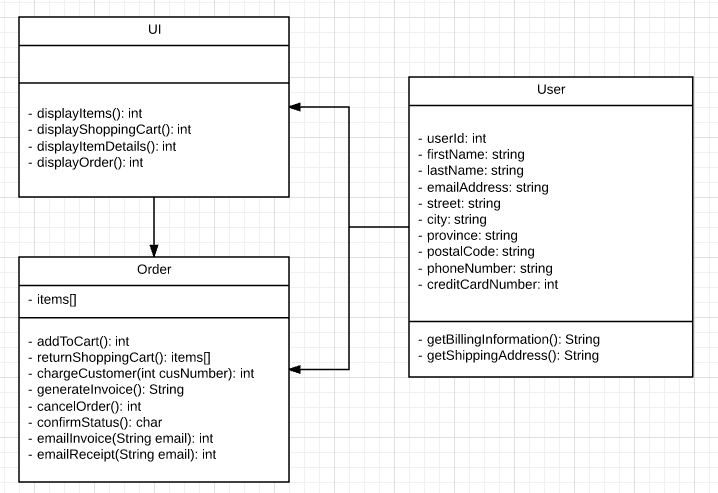 UI
- displayItems(): int
- displayShoppingCart(): int
- displayItemDetails(): int
- displayOrder(): int
User
- userId: int
- firstName: string
- lastName: string
- emailAddress: string
- street: string
- city: string
- province: string
- postalCode: string
- phoneNumber: string
- creditCardNumber: int
- getBillingInformation(): String
- getShippingAddress(): String
Order
- items[]
- addToCart(): int
- returnShoppingCart(): items[]
- chargeCustomer(int cusNumber): int
- generateInvoice(): String
- cancelOrder(): int
- confirmStatus(): char
- emailInvoice(String email): int
- emailReceipt(String email): int